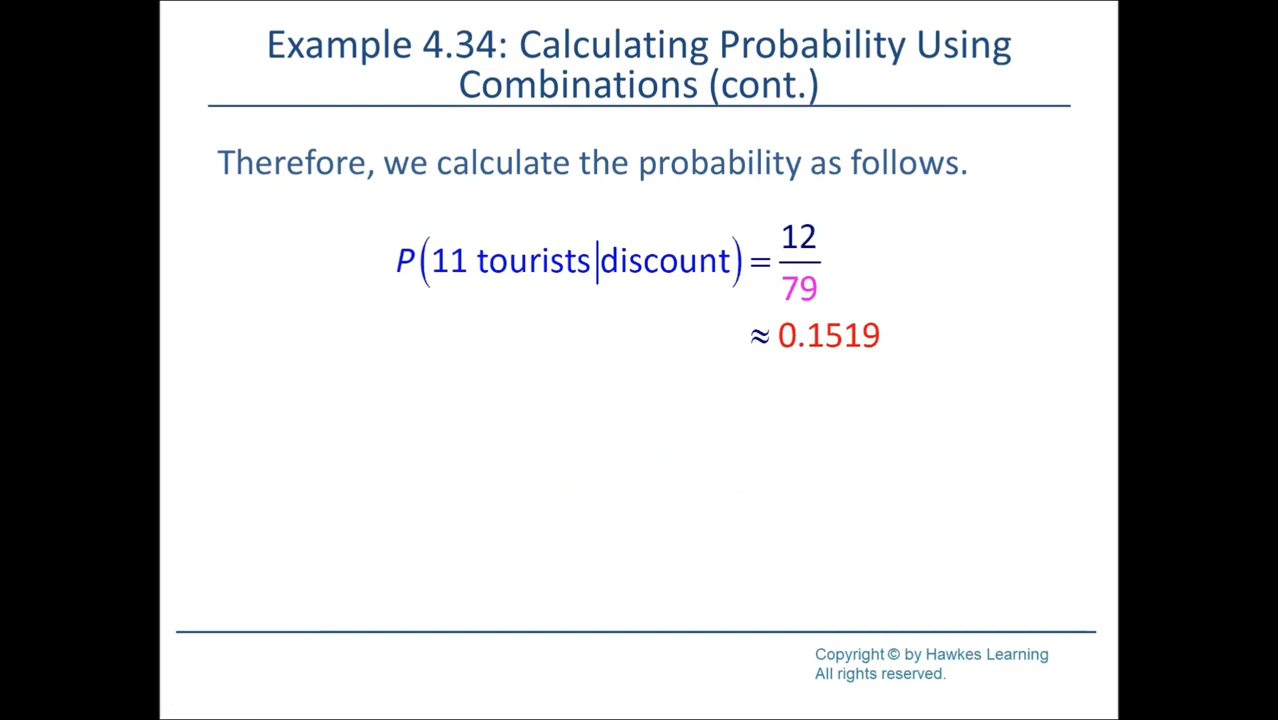 Example 4.34: Calculating Probability Using
Combinations (cont.)
Therefore, we calculate the probability as follows.
P(11 tourists|discount) = 12/79
≈ 0.1519
Copyright © by Hawkes Learning
All rights reserved.